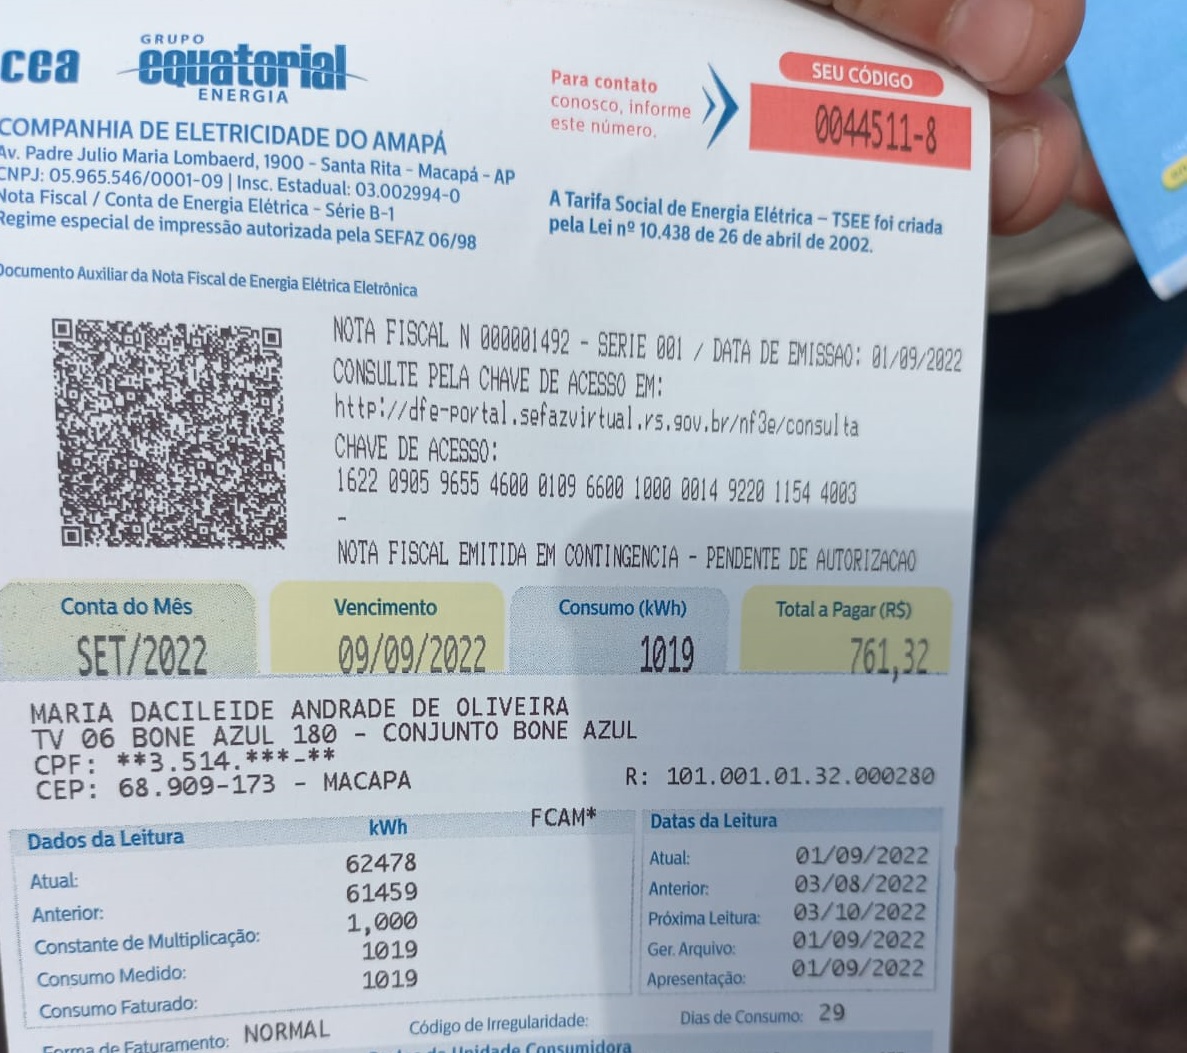 cea
GRUPO
equatorial
ENERGIA
Para contato
conosco, informe
este número.
SEU CÓDIGO
0044511-8
COMPANHIA DE ELETRICIDADE DO AMAPÁ
Av. Padre Julio Maria Lombaerd, 1900 - Santa Rita - Macapá - AP
CNPJ: 05.965.546/0001-09 | Insc. Estadual: 03.002994-0
Nota Fiscal / Conta de Energia Elétrica - Série B-1
Regime especial de impressão autorizada pela SEFAZ 06/98
A Tarifa Social de Energia Elétrica – TSEE foi criada
pela Lei nº 10.438 de 26 de abril de 2002.
Documento Auxiliar da Nota Fiscal de Energia Elétrica Eletrônica
NOTA FISCAL N 000001492 - SERIE 001 / DATA DE EMISSAO: 01/09/2022
CONSULTE PELA CHAVE DE ACESSO EM:
http://dfe-portal.sefazvirtual.rs.gov.br/nf3e/consulta
CHAVE DE ACESSO:
1622 0905 9655 4600 0109 6600 1000 0014 9220 1154 4003
-
NOTA FISCAL EMITIDA EM CONTINGENCIA - PENDENTE DE AUTORIZACAO
Conta do Mês
SET/2022
Vencimento
09/09/2022
Consumo (kWh)
1019
Total a Pagar (R$)
761,32
MARIA DACILEIDE ANDRADE DE OLIVEIRA
TV 06 BONE AZUL 180 - CONJUNTO BONE AZUL
CPF: **3.514.***-**
CEP: 68.909-173 - MACAPA
R: 101.001.01.32.000280
Dados da Leitura kWh FCAM*
Atual: 62478
Anterior: 61459
Constante de Multiplicação: 1,000
Consumo Medido: 1019
Consumo Faturado: 1019
Datas da Leitura
Atual: 01/09/2022
Anterior: 03/08/2022
Próxima Leitura: 03/10/2022
Ger. Arquivo: 01/09/2022
Apresentação: 01/09/2022
Forma de Faturamento: NORMAL Código de Irregularidade: Dias de Consumo: 29
Unidade Consumidora